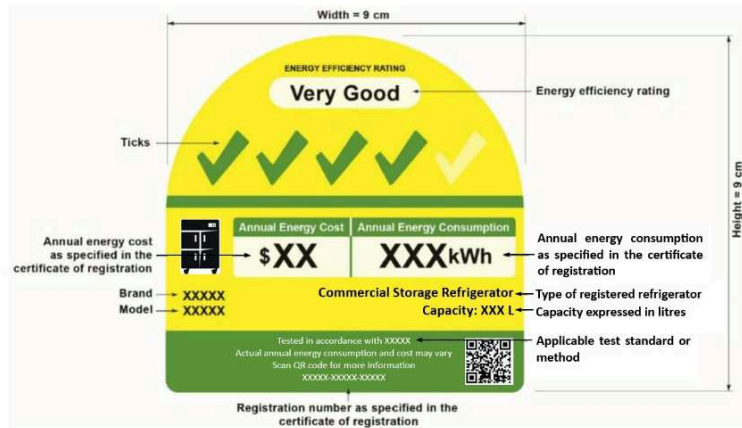 Width = 9 cm
ENERGY EFFICIENCY RATING
Very Good
Energy efficiency rating
Ticks
Height = 9 cm
Annual Energy Cost
Annual Energy Consumption
$XX
XXXkWh
Annual energy cost
as specified in the
certificate of registration
Annual energy consumption
as specified in the certificate
of registration
Brand
XXXXX
Commercial Storage Refrigerator
Type of registered refrigerator
Model
XXXXX
Capacity: XXX L
Capacity expressed in litres
Tested in accordance with XXXXX
Actual annual energy consumption and cost may vary
Scan QR code for more information
XXXXX-XXXXX-XXXXX
Applicable test standard or
method
Registration number as specified in the
certificate of registration